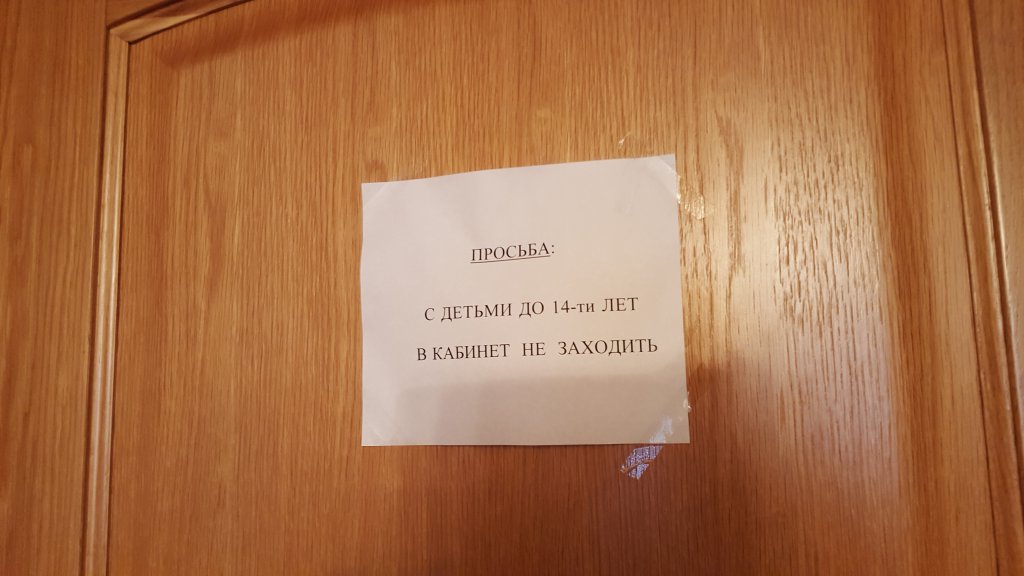 ПРОСЬБА:
С ДЕТЬМИ ДО 14-ти ЛЕТ
В КАБИНЕТ НЕ ЗАХОДИТЬ